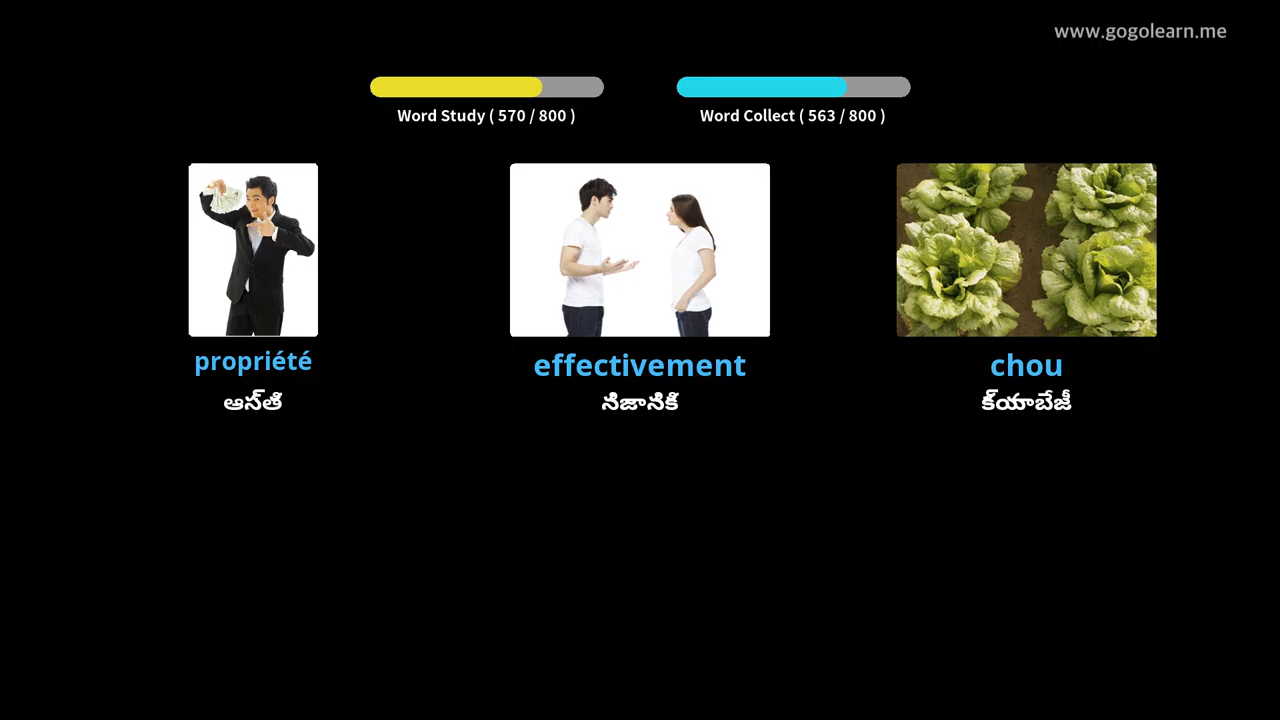 www.gogolearn.me
Word Study ( 570 / 800 )
Word Collect ( 563 / 800 )
propriété
effectivement
chou
ఆస్తి
నిజానికి
క్యాబేజీ